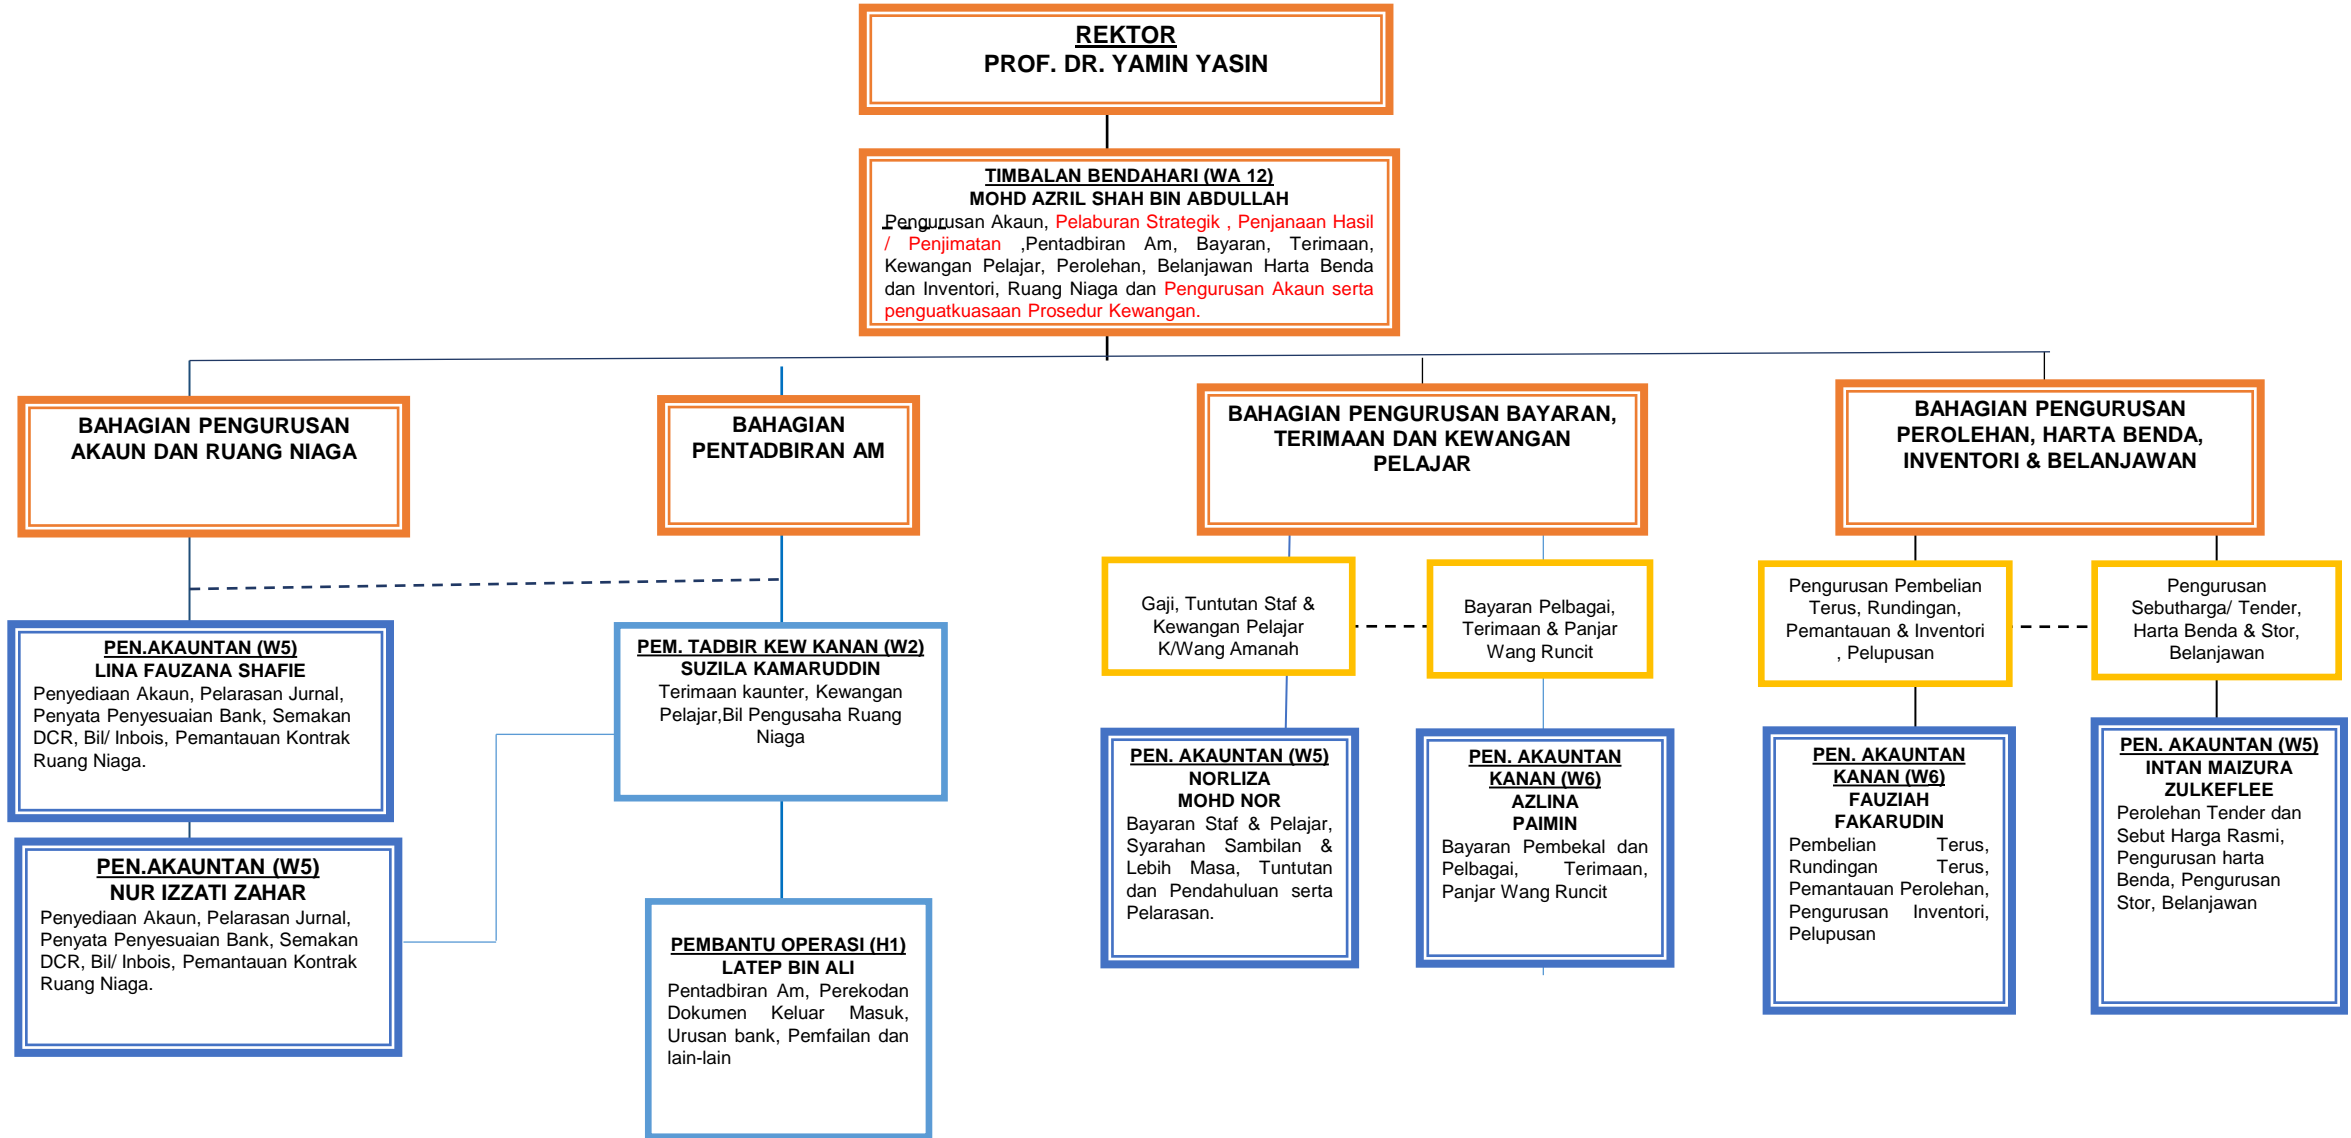 REKTOR
PROF. DR. YAMIN YASIN
TIMBALAN BENDAHARI (WA 12)
MOHD AZRIL SHAH BIN ABDULLAH
Pengurusan Akaun, Pelaburan Strategik , Penjanaan Hasil
/ Penjimatan ,Pentadbiran Am, Bayaran, Terimaan,
Kewangan Pelajar, Perolehan, Belanjawan Harta Benda
dan Inventori, Ruang Niaga dan Pengurusan Akaun serta
penguatkuasaan Prosedur Kewangan.
BAHAGIAN PENGURUSAN
AKAUN DAN RUANG NIAGA
BAHAGIAN
PENTADBIRAN AM
BAHAGIAN PENGURUSAN BAYARAN,
TERIMAAN DAN KEWANGAN
PELAJAR
BAHAGIAN PENGURUSAN
PEROLEHAN, HARTA BENDA,
INVENTORI & BELANJAWAN
Gaji, Tuntutan Staf &
Kewangan Pelajar
K/Wang Amanah
Bayaran Pelbagai,
Terimaan & Panjar
Wang Runcit
Pengurusan Pembelian
Terus, Rundingan,
Pemantauan & Inventori
, Pelupusan
Pengurusan
Sebutharga/ Tender,
Harta Benda & Stor,
Belanjawan
PEN.AKAUNTAN (W5)
LINA FAUZANA SHAFIE
Penyediaan Akaun, Pelarasan Jurnal,
Penyata Penyesuaian Bank, Semakan
DCR, Bil/ Inbois, Pemantauan Kontrak
Ruang Niaga.
PEM. TADBIR KEW KANAN (W2)
SUZILA KAMARUDDIN
Terimaan kaunter, Kewangan
Pelajar,Bil Pengusaha Ruang
Niaga
PEN. AKAUNTAN (W5)
NORLIZA
MOHD NOR
Bayaran Staf & Pelajar,
Syarahan Sambilan &
Lebih Masa, Tuntutan
dan Pendahuluan serta
Pelarasan.
PEN. AKAUNTAN
KANAN (W6)
AZLINA
PAIMIN
Bayaran Pembekal dan
Pelbagai, Terimaan,
Panjar Wang Runcit
PEN. AKAUNTAN
KANAN (W6)
FAUZIAH
FAKARUDIN
Pembelian Terus,
Rundingan Terus,
Pemantauan Perolehan,
Pengurusan Inventori,
Pelupusan
PEN. AKAUNTAN (W5)
INTAN MAIZURA
ZULKEFLEE
Perolehan Tender dan
Sebut Harga Rasmi,
Pengurusan harta
Benda, Pengurusan
Stor, Belanjawan
PEN.AKAUNTAN (W5)
NUR IZZATI ZAHAR
Penyediaan Akaun, Pelarasan Jurnal,
Penyata Penyesuaian Bank, Semakan
DCR, Bil/ Inbois, Pemantauan Kontrak
Ruang Niaga.
PEMBANTU OPERASI (H1)
LATEP BIN ALI
Pentadbiran Am, Perekodan
Dokumen Keluar Masuk,
Urusan bank, Pemfailan dan
lain-lain